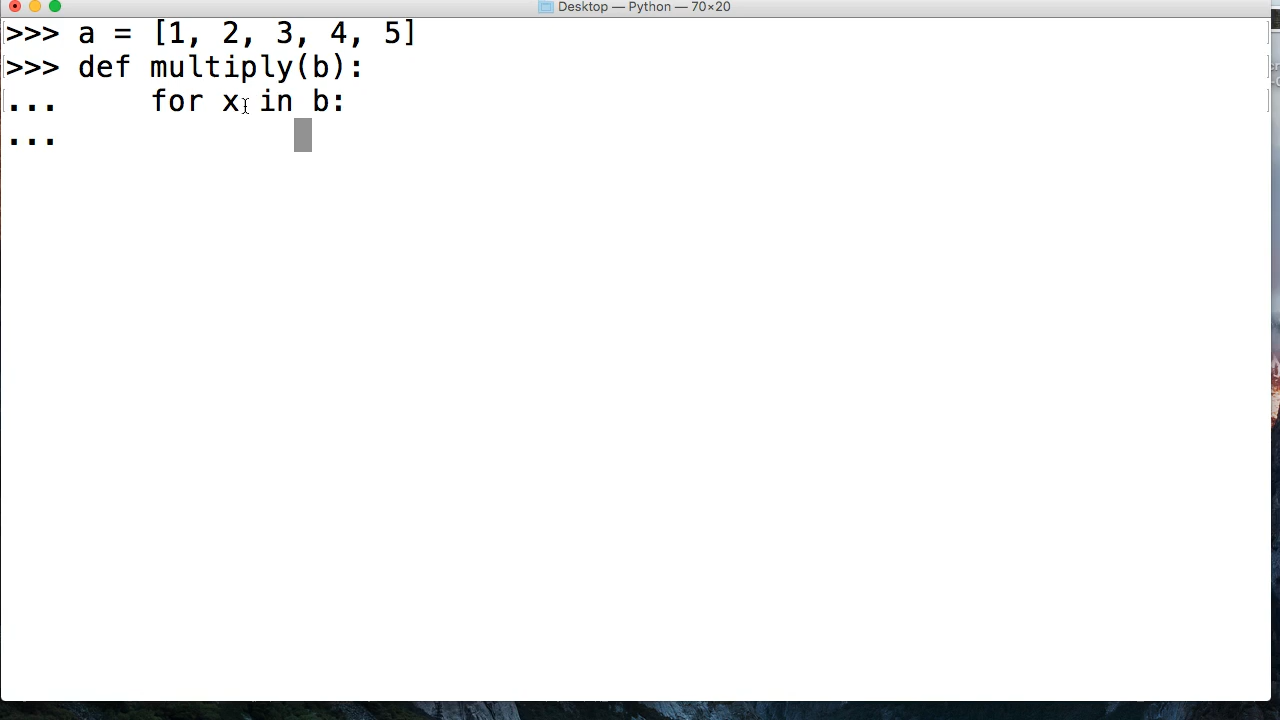 Desktop — Python — 70×20
>>> a = [1, 2, 3, 4, 5]
>>> def multiply(b):
...     for x in b:
...